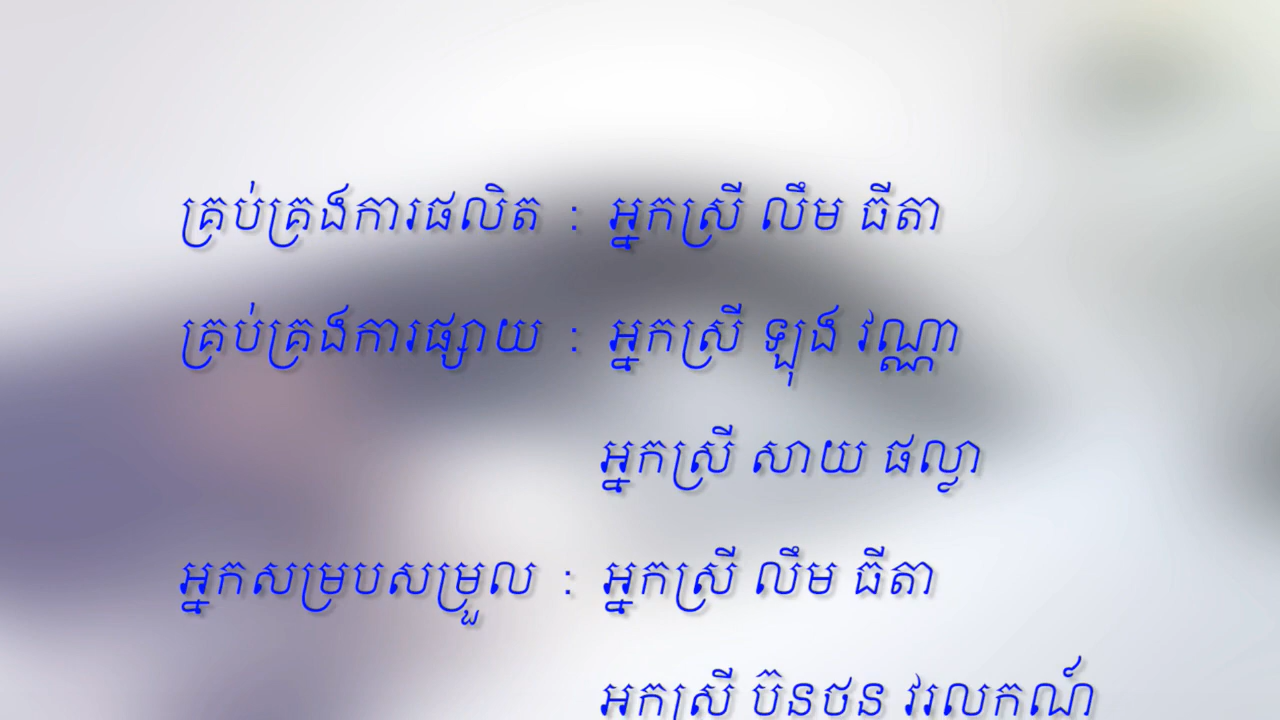 គ្រប់គ្រងការផលិត : អ្នកស្រី លឹម ធីតា
គ្រប់គ្រងការផ្សាយ : អ្នកស្រី ឡុង វណ្ណា
អ្នកស្រី សាយ ផល្លា
អ្នកសម្របសម្រួល : អ្នកស្រី លឹម ធីតា
អ្នកស្រី ប៊ុនថន វរលក្ខណ៍